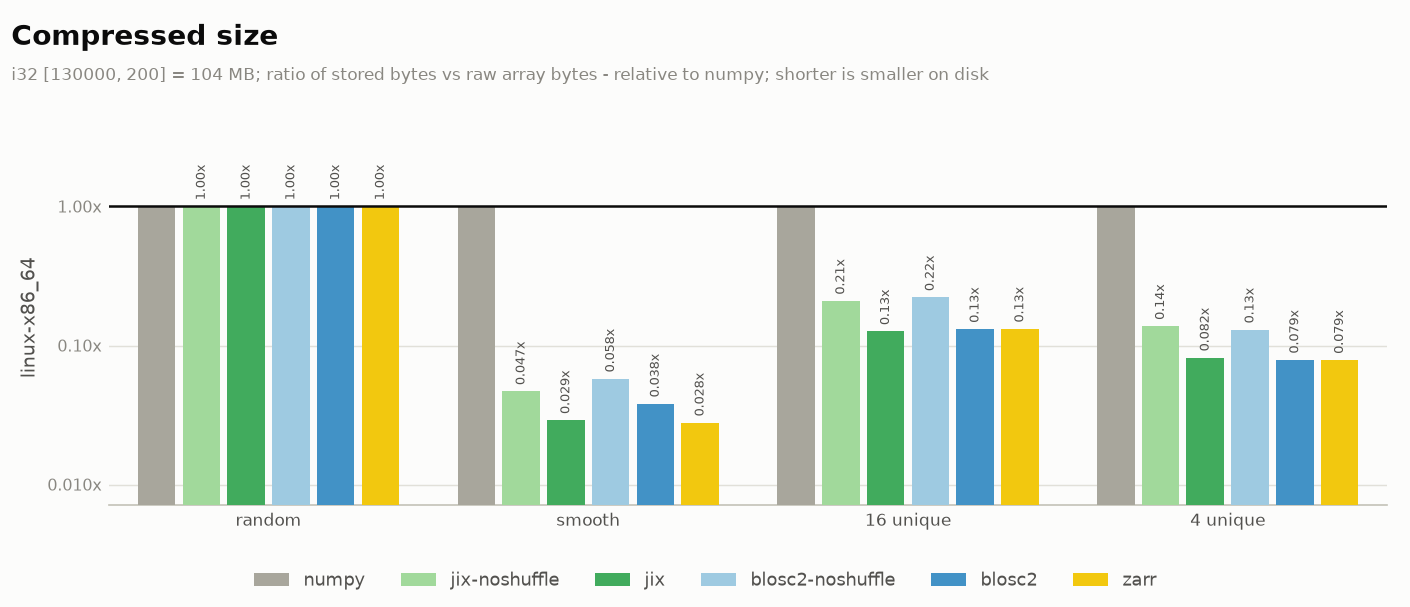 Compressed size
i32 [130000, 200] = 104 MB; ratio of stored bytes vs raw array bytes - relative to numpy; shorter is smaller on disk
linux-x86_64
1.00x
0.10x
0.010x
1.00x 1.00x 1.00x 1.00x 1.00x
0.047x 0.029x 0.058x 0.038x 0.028x
0.21x 0.13x 0.22x 0.13x 0.13x
0.14x 0.082x 0.13x 0.079x 0.079x
random smooth 16 unique 4 unique
numpy jix-noshuffle jix blosc2-noshuffle blosc2 zarr